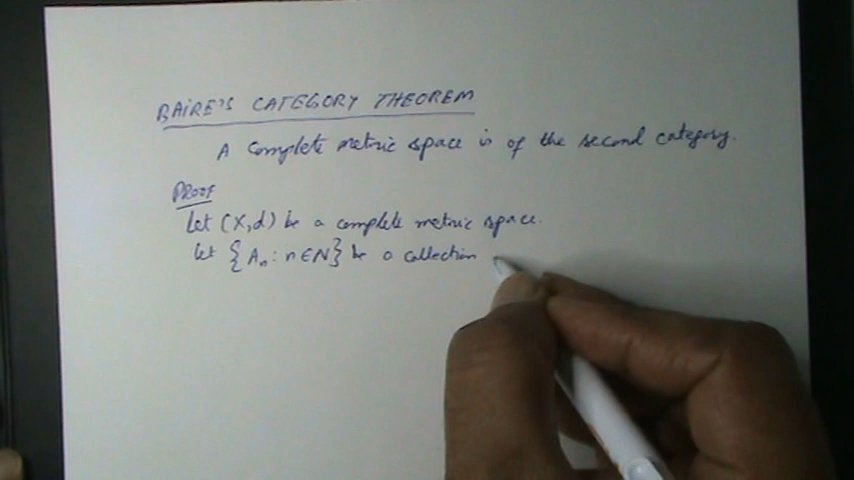 BAIRE'S CATEGORY THEOREM
A complete metric space is of the second category.
PROOF
Let (X,d) be a complete metric space.
Let {Aₙ : n∈N} be a collection